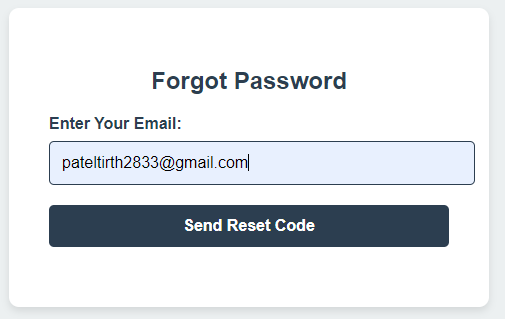 Forgot Password
Enter Your Email:
pateltirth2833@gmail.com
Send Reset Code